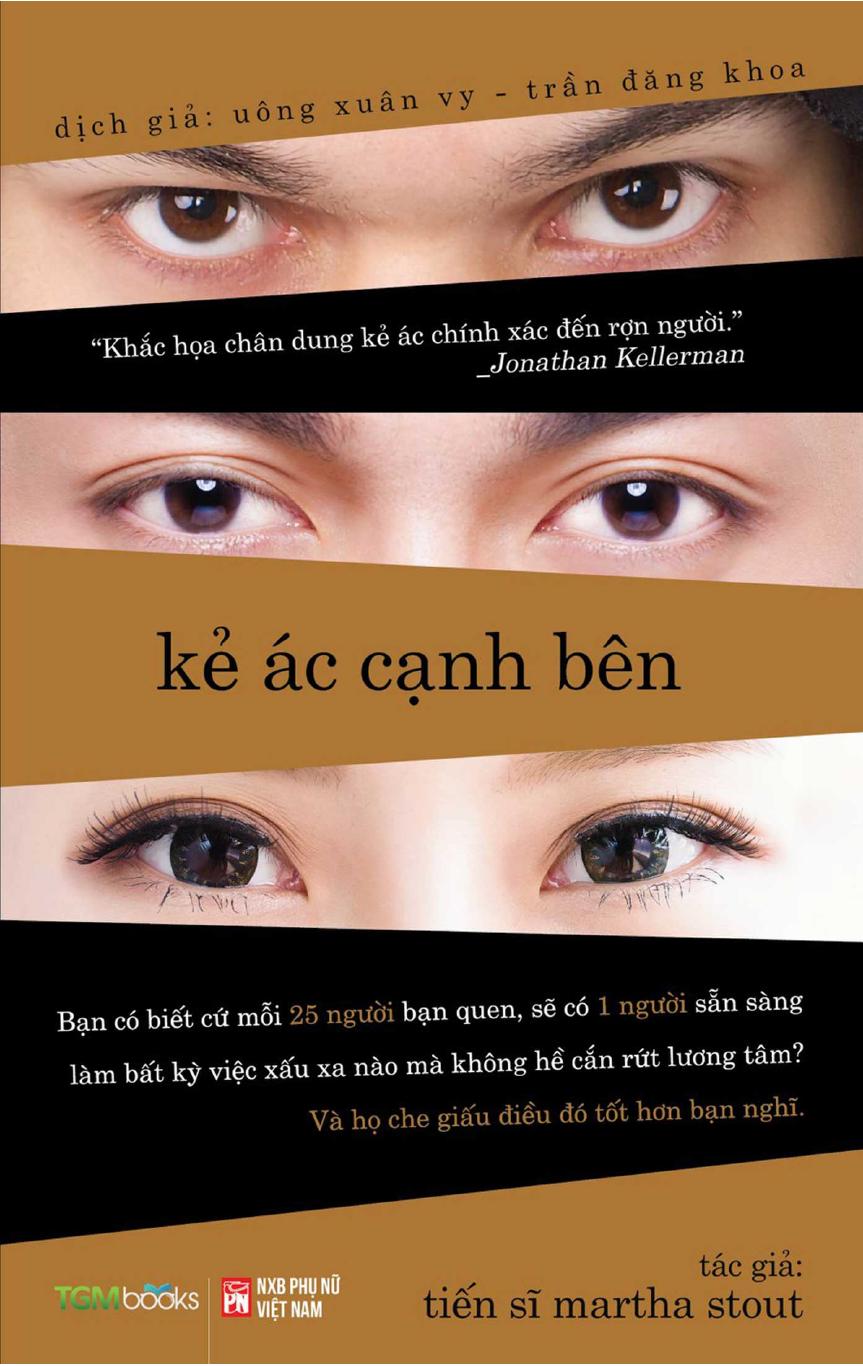 dịch giả: uông xuân vy - trần đăng khoa
“Khắc họa chân dung kẻ ác chính xác đến rợn người.”
_Jonathan Kellerman
kẻ ác cạnh bên
Bạn có biết cứ mỗi 25 người bạn quen, sẽ có 1 người sẵn sàng
làm bất kỳ việc xấu xa nào mà không hề cắn rứt lương tâm?
Và họ che giấu điều đó tốt hơn bạn nghĩ.
tác giả:
tiến sĩ martha stout
TGMbooks
PN
NXB PHỤ NỮ
VIỆT NAM